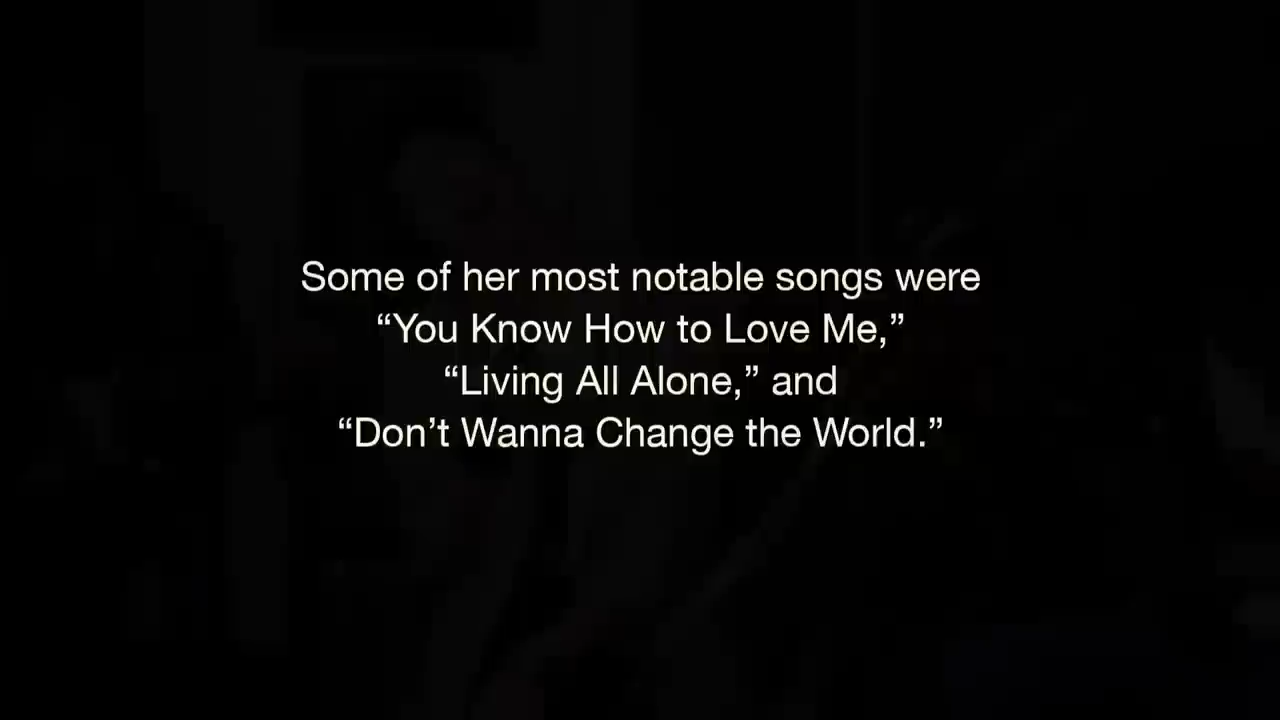 Some of her most notable songs were
“You Know How to Love Me,”
“Living All Alone,” and
“Don’t Wanna Change the World.”